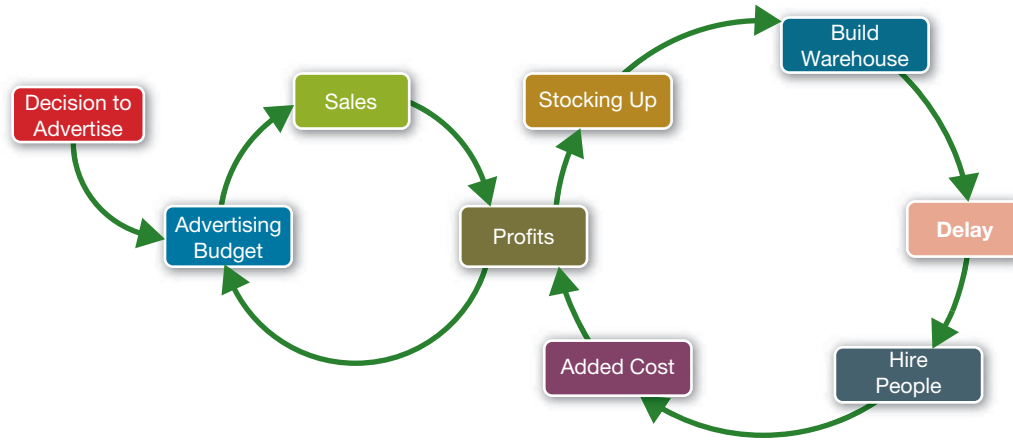 Decision to
Advertise
Advertising
Budget
Sales
Profits
Stocking Up
Build
Warehouse
Delay
Hire
People
Added Cost